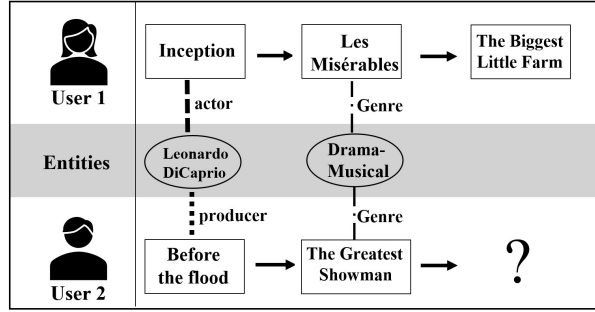 User 1
Inception
Les
Misérables
The Biggest
Little Farm
actor
Genre
Entities
Leonardo
DiCaprio
Drama-
Musical
producer
Genre
User 2
Before
the flood
The Greatest
Showman
?